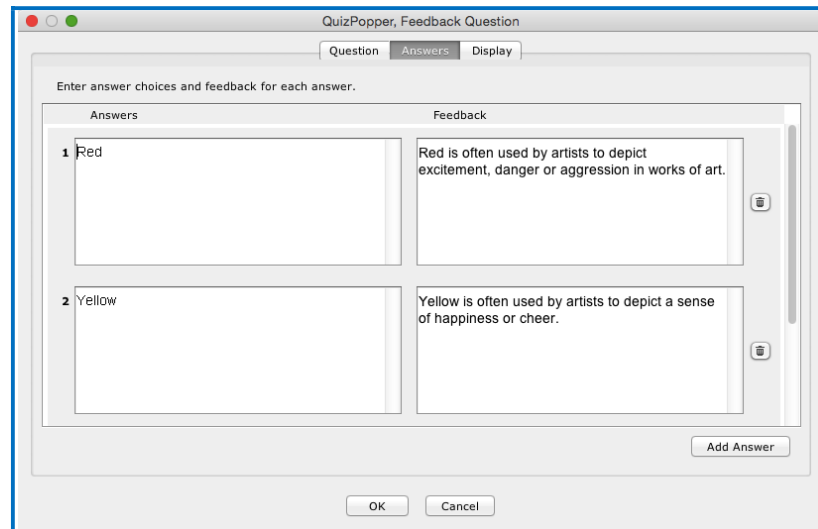 QuizPopper, Feedback Question
Question Answers Display
Enter answer choices and feedback for each answer.
Answers Feedback
1 Red
Red is often used by artists to depict
excitement, danger or aggression in works of art.
2 Yellow
Yellow is often used by artists to depict a sense
of happiness or cheer.
Add Answer
OK Cancel